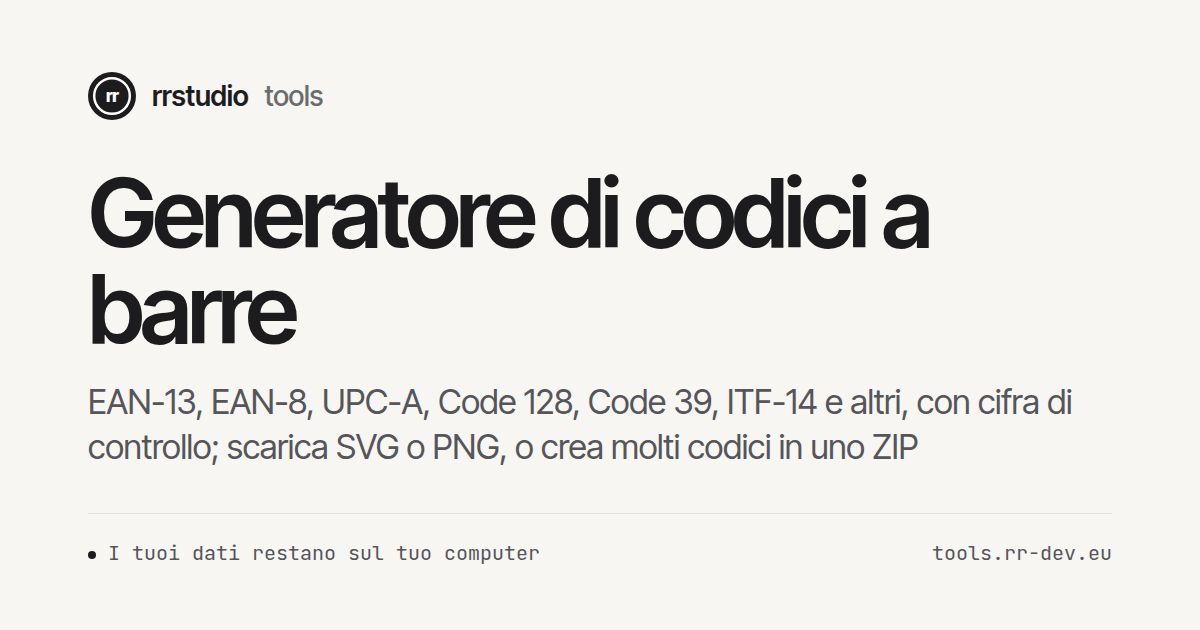 rr rrstudio tools
Generatore di codici a
barre
EAN-13, EAN-8, UPC-A, Code 128, Code 39, ITF-14 e altri, con cifra di
controllo; scarica SVG o PNG, o crea molti codici in uno ZIP
I tuoi dati restano sul tuo computer
tools.rr-dev.eu